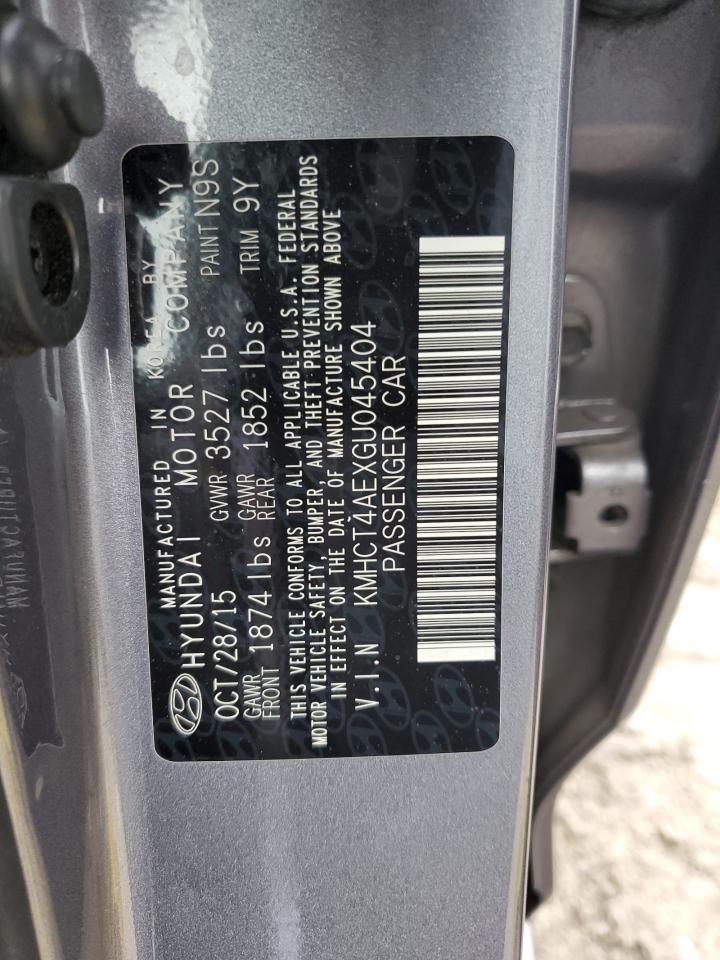 MANUFACTURED IN KOREA BY
HYUNDAI MOTOR COMPANY
OCT/28/15 GVWR 3527 lbs PAINT N9S
GAWR FRONT 1874 lbs GAWR REAR 1852 lbs TRIM 9Y
THIS VEHICLE CONFORMS TO ALL APPLICABLE U.S.A. FEDERAL
MOTOR VEHICLE SAFETY, BUMPER, AND THEFT PREVENTION STANDARDS
IN EFFECT ON THE DATE OF MANUFACTURE SHOWN ABOVE
V.I.N KMHCT4AEXGU045404
PASSENGER CAR